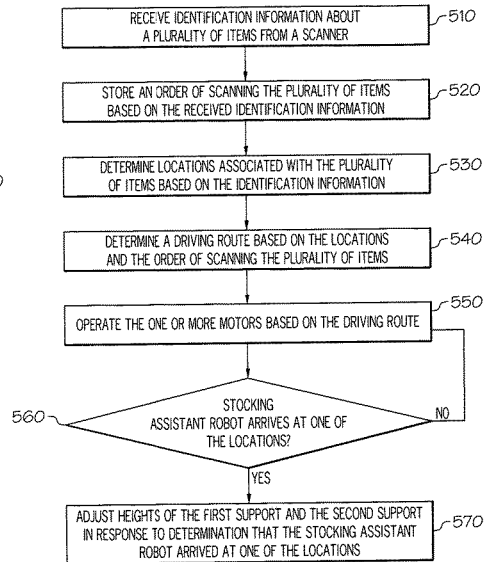 RECEIVE IDENTIFICATION INFORMATION ABOUT
A PLURALITY OF ITEMS FROM A SCANNER
510
STORE AN ORDER OF SCANNING THE PLURALITY OF ITEMS
BASED ON THE RECEIVED IDENTIFICATION INFORMATION
520
DETERMINE LOCATIONS ASSOCIATED WITH THE PLURALITY
OF ITEMS BASED ON THE IDENTIFICATION INFORMATION
530
DETERMINE A DRIVING ROUTE BASED ON THE LOCATIONS
AND THE ORDER OF SCANNING THE PLURALITY OF ITEMS
540
OPERATE THE ONE OR MORE MOTORS BASED ON THE DRIVING ROUTE
550
560
STOCKING
ASSISTANT ROBOT ARRIVES AT ONE OF
THE LOCATIONS?
NO
YES
ADJUST HEIGHTS OF THE FIRST SUPPORT AND THE SECOND SUPPORT
IN RESPONSE TO DETERMINATION THAT THE STOCKING ASSISTANT
ROBOT ARRIVED AT ONE OF THE LOCATIONS
570